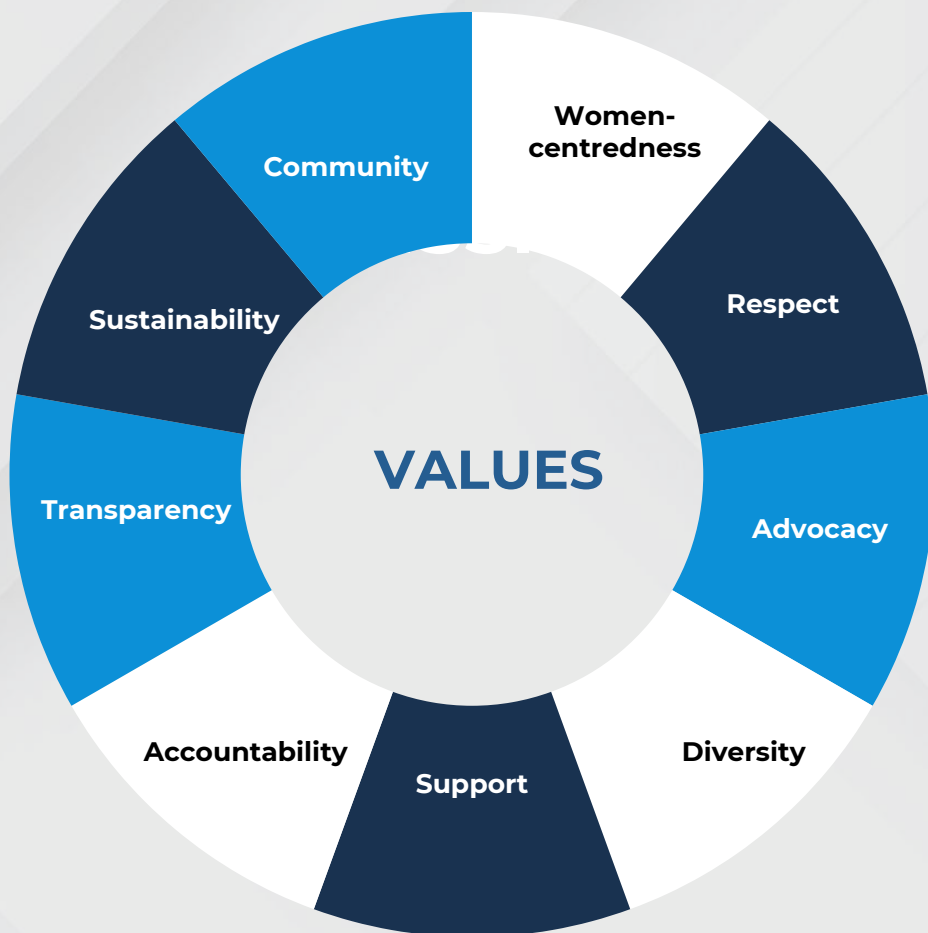 Women-
centredness
Respect
Advocacy
Diversity
Support
Accountability
Transparency
Sustainability
Community
VALUES